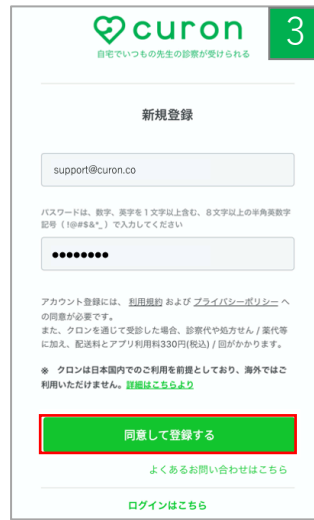 curon
3
自宅でいつもの先生の診察が受けられる
新規登録
support@curon.co
パスワードは、数字、英字を1文字以上含む、8文字以上の半角英数字
記号（!@#$&*_）で入力してください
●●●●●●●●
アカウント登録には、 利用規約 および プライバシーポリシー へ
の同意が必要です。
また、クロンを通じて受診した場合、診察代や処方せん / 薬代等
に加え、配送料とアプリ利用料330円(税込) / 回がかかります。
※ クロンは日本国内でのご利用を前提としており、海外ではご
利用いただけません。詳細はこちらより
同意して登録する
よくあるお問い合わせはこちら
ログインはこちら